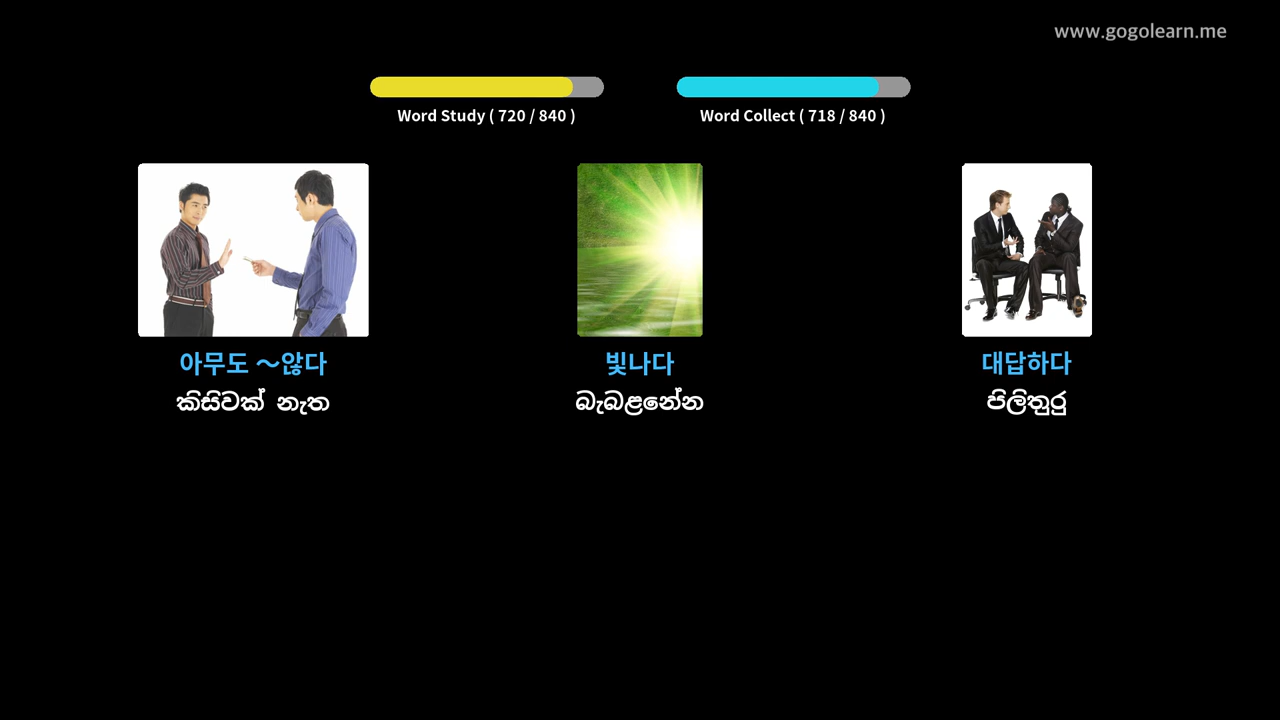 www.gogolearn.me
Word Study ( 720 / 840 )
Word Collect ( 718 / 840 )
아무도 ~않다
빛나다
대답하다
කිසිවක් නැත
බැබළනේන
පිලිතුරු